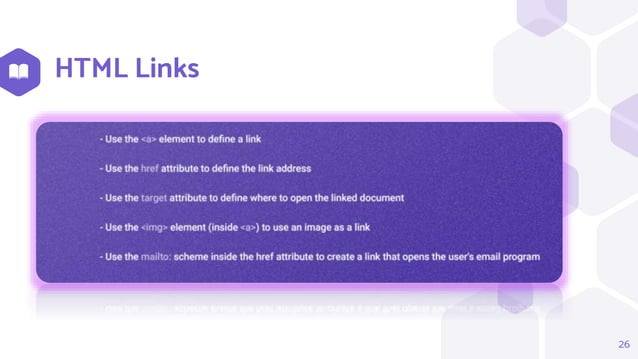 HTML Links
- Use the <a> element to define a link
- Use the href attribute to define the link address
- Use the target attribute to define where to open the linked document
- Use the <img> element (inside <a>) to use an image as a link
- Use the mailto: scheme inside the href attribute to create a link that opens the user's email program
26